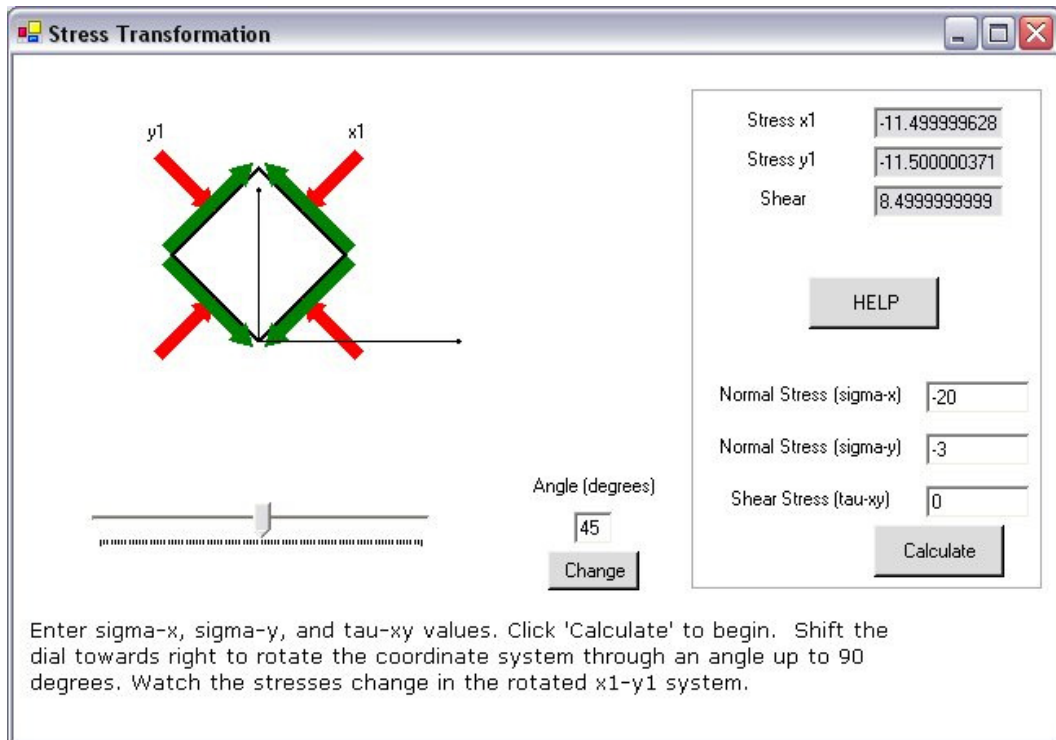 Stress Transformation
y1
x1
Stress x1
-11.499999628
Stress y1
-11.500000371
Shear
8.4999999999
HELP
Normal Stress (sigma-x)
-20
Normal Stress (sigma-y)
-3
Shear Stress (tau-xy)
0
Calculate
Angle (degrees)
45
Change
Enter sigma-x, sigma-y, and tau-xy values. Click 'Calculate' to begin.  Shift the
dial towards right to rotate the coordinate system through an angle up to 90
degrees. Watch the stresses change in the rotated x1-y1 system.